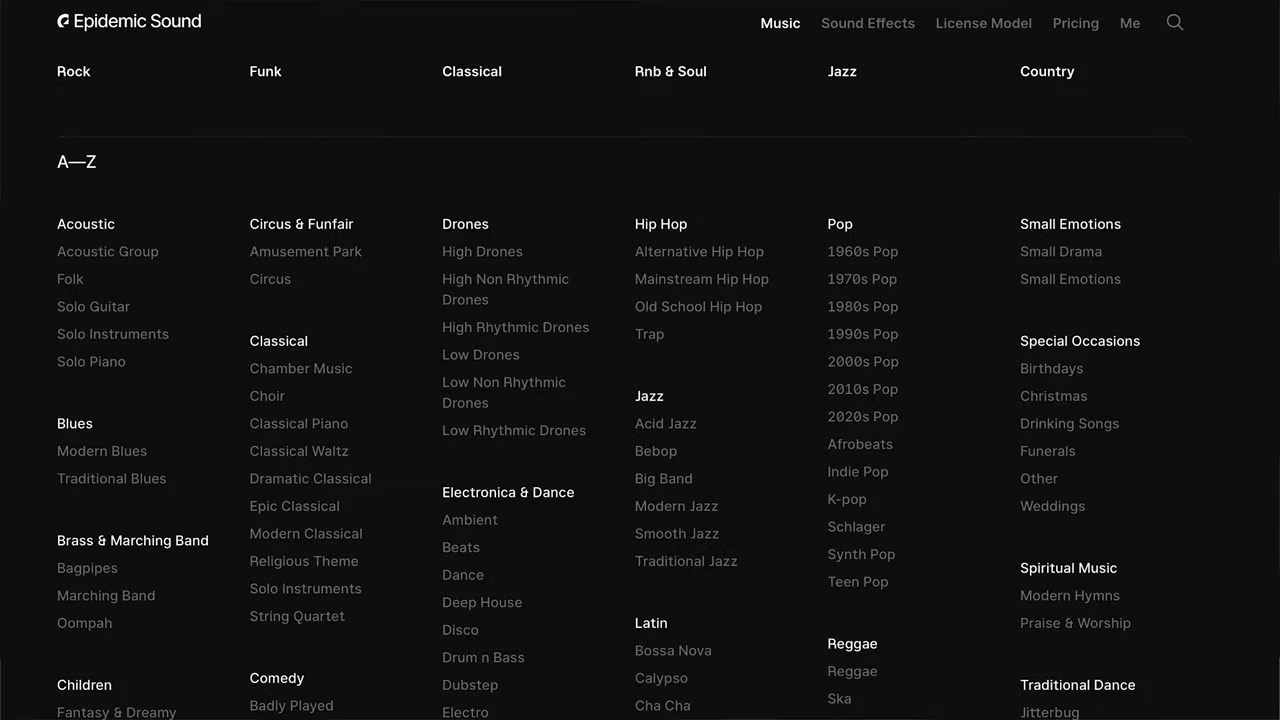 Epidemic Sound
Music
Sound Effects
License Model
Pricing
Me
Rock
Funk
Classical
Rnb & Soul
Jazz
Country
A—Z
Acoustic
Acoustic Group
Folk
Solo Guitar
Solo Instruments
Solo Piano
Blues
Modern Blues
Traditional Blues
Brass & Marching Band
Bagpipes
Marching Band
Oompah
Children
Fantasy & Dreamy
Circus & Funfair
Amusement Park
Circus
Classical
Chamber Music
Choir
Classical Piano
Classical Waltz
Dramatic Classical
Epic Classical
Modern Classical
Religious Theme
Solo Instruments
String Quartet
Comedy
Badly Played
Drones
High Drones
High Non Rhythmic
Drones
High Rhythmic Drones
Low Drones
Low Non Rhythmic
Drones
Low Rhythmic Drones
Electronica & Dance
Ambient
Beats
Dance
Deep House
Disco
Drum n Bass
Dubstep
Electro
Hip Hop
Alternative Hip Hop
Mainstream Hip Hop
Old School Hip Hop
Trap
Jazz
Acid Jazz
Bebop
Big Band
Modern Jazz
Smooth Jazz
Traditional Jazz
Latin
Bossa Nova
Calypso
Cha Cha
Pop
1960s Pop
1970s Pop
1980s Pop
1990s Pop
2000s Pop
2010s Pop
2020s Pop
Afrobeats
Indie Pop
K-pop
Schlager
Synth Pop
Teen Pop
Reggae
Reggae
Ska
Small Emotions
Small Drama
Small Emotions
Special Occasions
Birthdays
Christmas
Drinking Songs
Funerals
Other
Weddings
Spiritual Music
Modern Hymns
Praise & Worship
Traditional Dance
Jitterbug